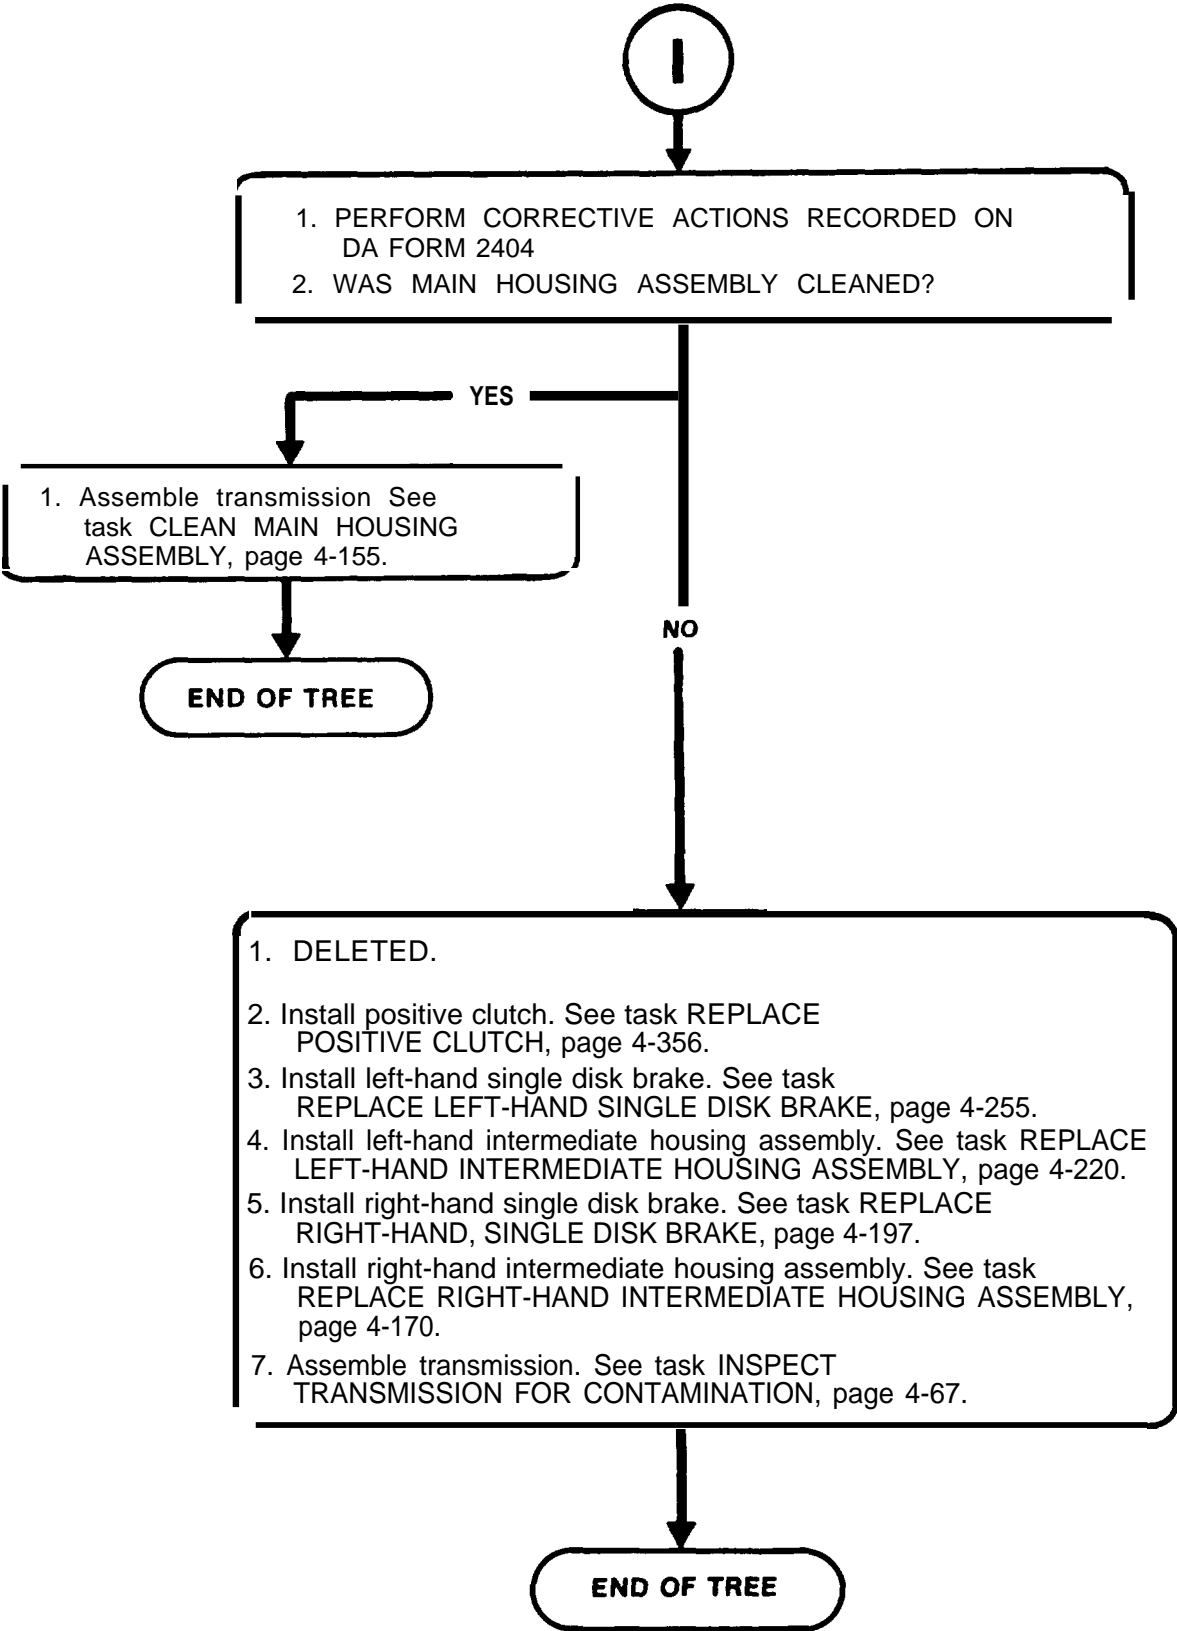 I
1. PERFORM CORRECTIVE ACTIONS RECORDED ON
DA FORM 2404
2. WAS MAIN HOUSING ASSEMBLY CLEANED?
YES
1. Assemble transmission See
task CLEAN MAIN HOUSING
ASSEMBLY, page 4-155.
END OF TREE
NO
1. DELETED.
2. Install positive clutch. See task REPLACE
POSITIVE CLUTCH, page 4-356.
3. Install left-hand single disk brake. See task
REPLACE LEFT-HAND SINGLE DISK BRAKE, page 4-255.
4. Install left-hand intermediate housing assembly. See task REPLACE
LEFT-HAND INTERMEDIATE HOUSING ASSEMBLY, page 4-220.
5. Install right-hand single disk brake. See task REPLACE
RIGHT-HAND, SINGLE DISK BRAKE, page 4-197.
6. Install right-hand intermediate housing assembly. See task
REPLACE RIGHT-HAND INTERMEDIATE HOUSING ASSEMBLY,
page 4-170.
7. Assemble transmission. See task INSPECT
TRANSMISSION FOR CONTAMINATION, page 4-67.
END OF TREE